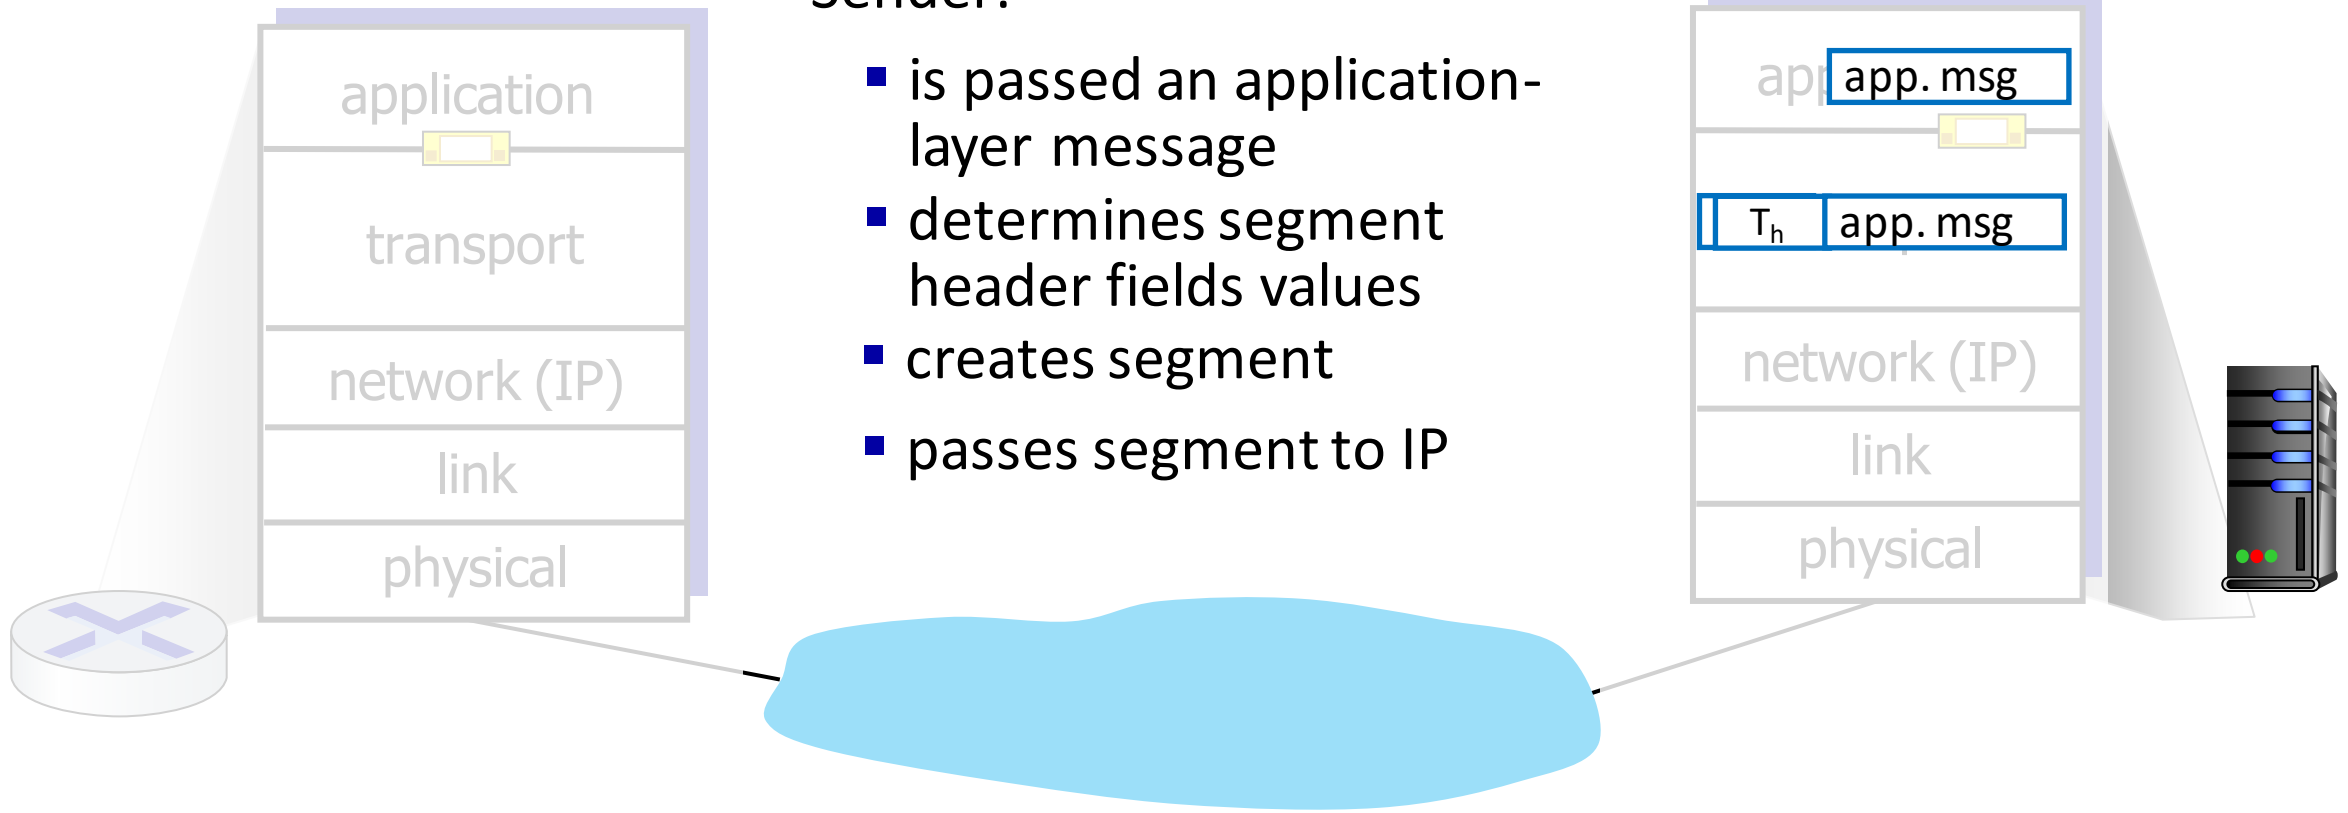 Sender:
application
transport
network (IP)
link
physical
is passed an application-
layer message
determines segment
header fields values
creates segment
passes segment to IP
app. msg
Th app. msg
network (IP)
link
physical